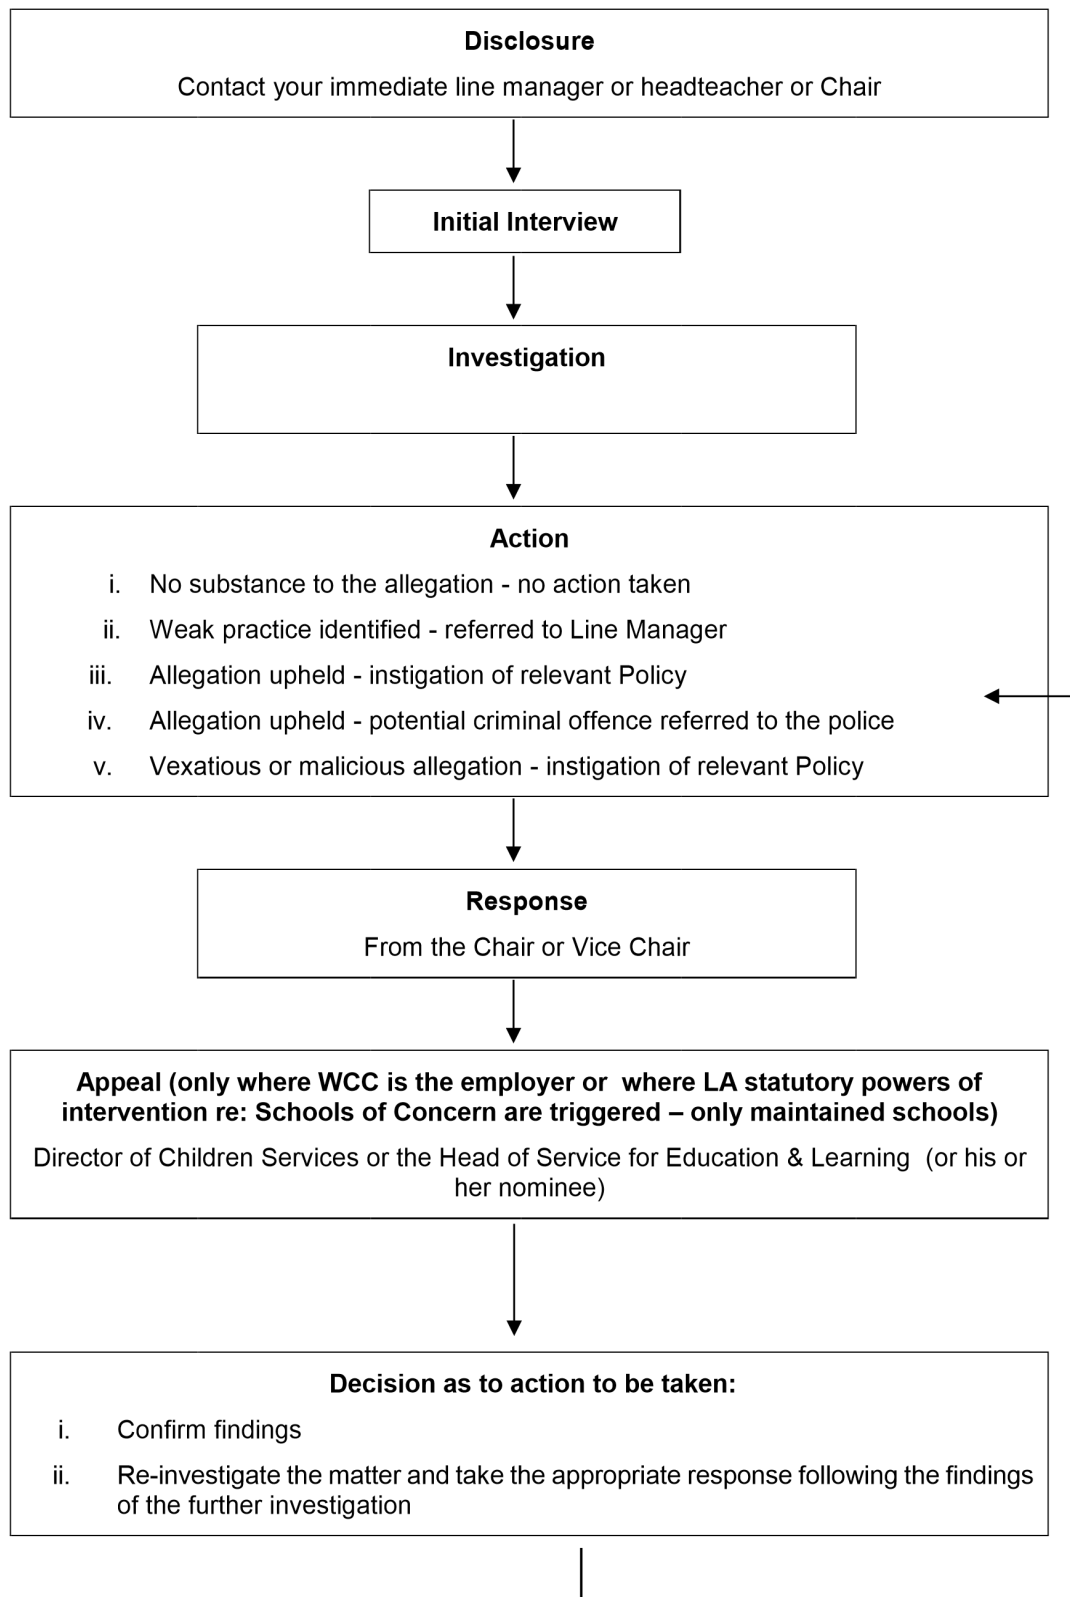 Disclosure
Contact your immediate line manager or headteacher or Chair
Initial Interview
Investigation
Action
i. No substance to the allegation - no action taken
ii. Weak practice identified - referred to Line Manager
iii. Allegation upheld - instigation of relevant Policy
iv. Allegation upheld - potential criminal offence referred to the police
v. Vexatious or malicious allegation - instigation of relevant Policy
Response
From the Chair or Vice Chair
Appeal (only where WCC is the employer or where LA statutory powers of
intervention re: Schools of Concern are triggered – only maintained schools)
Director of Children Services or the Head of Service for Education & Learning (or his or
her nominee)
Decision as to action to be taken:
i. Confirm findings
ii. Re-investigate the matter and take the appropriate response following the findings
of the further investigation